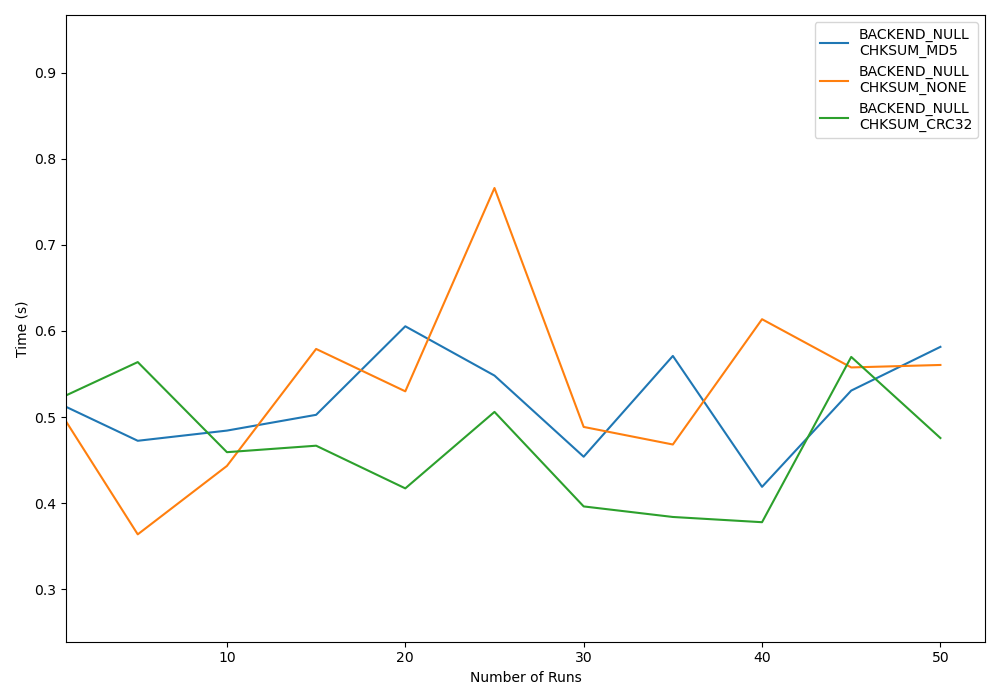 BACKEND_NULL
CHKSUM_MD5
BACKEND_NULL
CHKSUM_NONE
BACKEND_NULL
CHKSUM_CRC32
0.9
0.8
0.7
0.6
0.5
0.4
0.3
Time (s)
10 20 30 40 50
Number of Runs